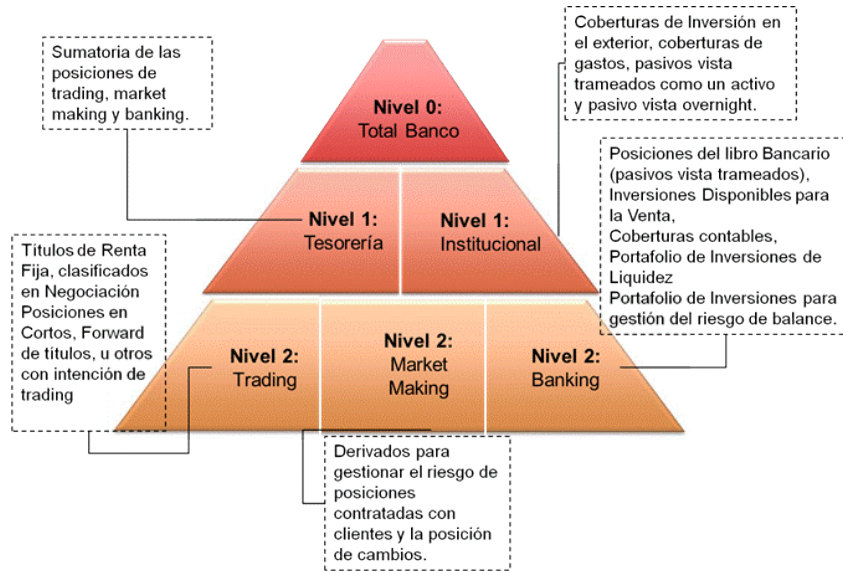 Sumatoria de las
posiciones de
trading, market
making y banking.
Coberturas de Inversión en
el exterior, coberturas de
gastos, pasivos vista
trameados como un activo
y pasivo vista overnight.
Nivel 0:
Total Banco
Posiciones del libro Bancario
(pasivos vista trameados),
Inversiones Disponibles para
la Venta,
Coberturas contables,
Portafolio de Inversiones de
Liquidez
Portafolio de Inversiones para
gestión del riesgo de balance.
Nivel 1:
Tesorería
Nivel 1:
Institucional
Títulos de Renta
Fija, clasificados
en Negociación
Posiciones en
Cortos, Forward
de títulos, u otros
con intención de
trading
Nivel 2:
Trading
Nivel 2:
Market
Making
Nivel 2:
Banking
Derivados para
gestionar el riesgo de
posiciones
contratadas con
clientes y la posición
de cambios.